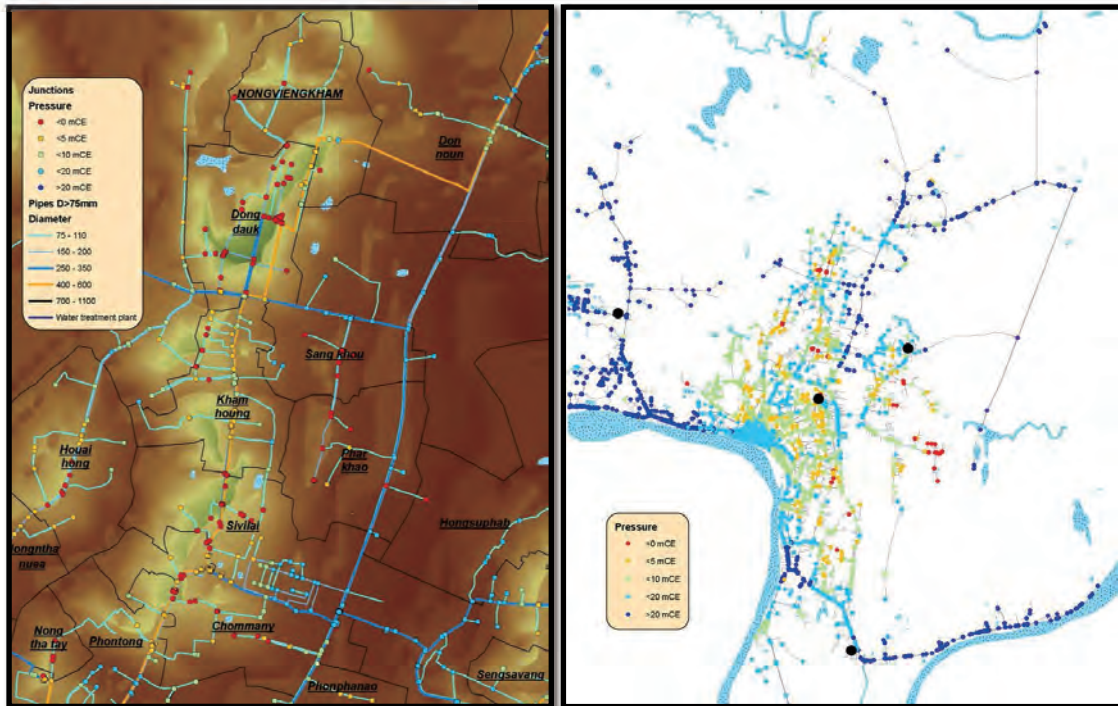 Junctions
Pressure
<0 mCE
<5 mCE
<10 mCE
<20 mCE
>20 mCE
Pipes D>75mm
Diameter
75 - 110
150 - 200
250 - 350
400 - 600
700 - 1100
Water treatment plant
NONGVIENGKHAM
Don
noun
Dong
dauk
Sang khou
Kham
houng
Houai
hong
Phar
khao
Hongsuphab
Sivilai
nuea
Nong
tha tay
Phontong
Chommany
Sengsavang
Phonphanao
Pressure
<0 mCE
<5 mCE
<10 mCE
<20 mCE
>20 mCE